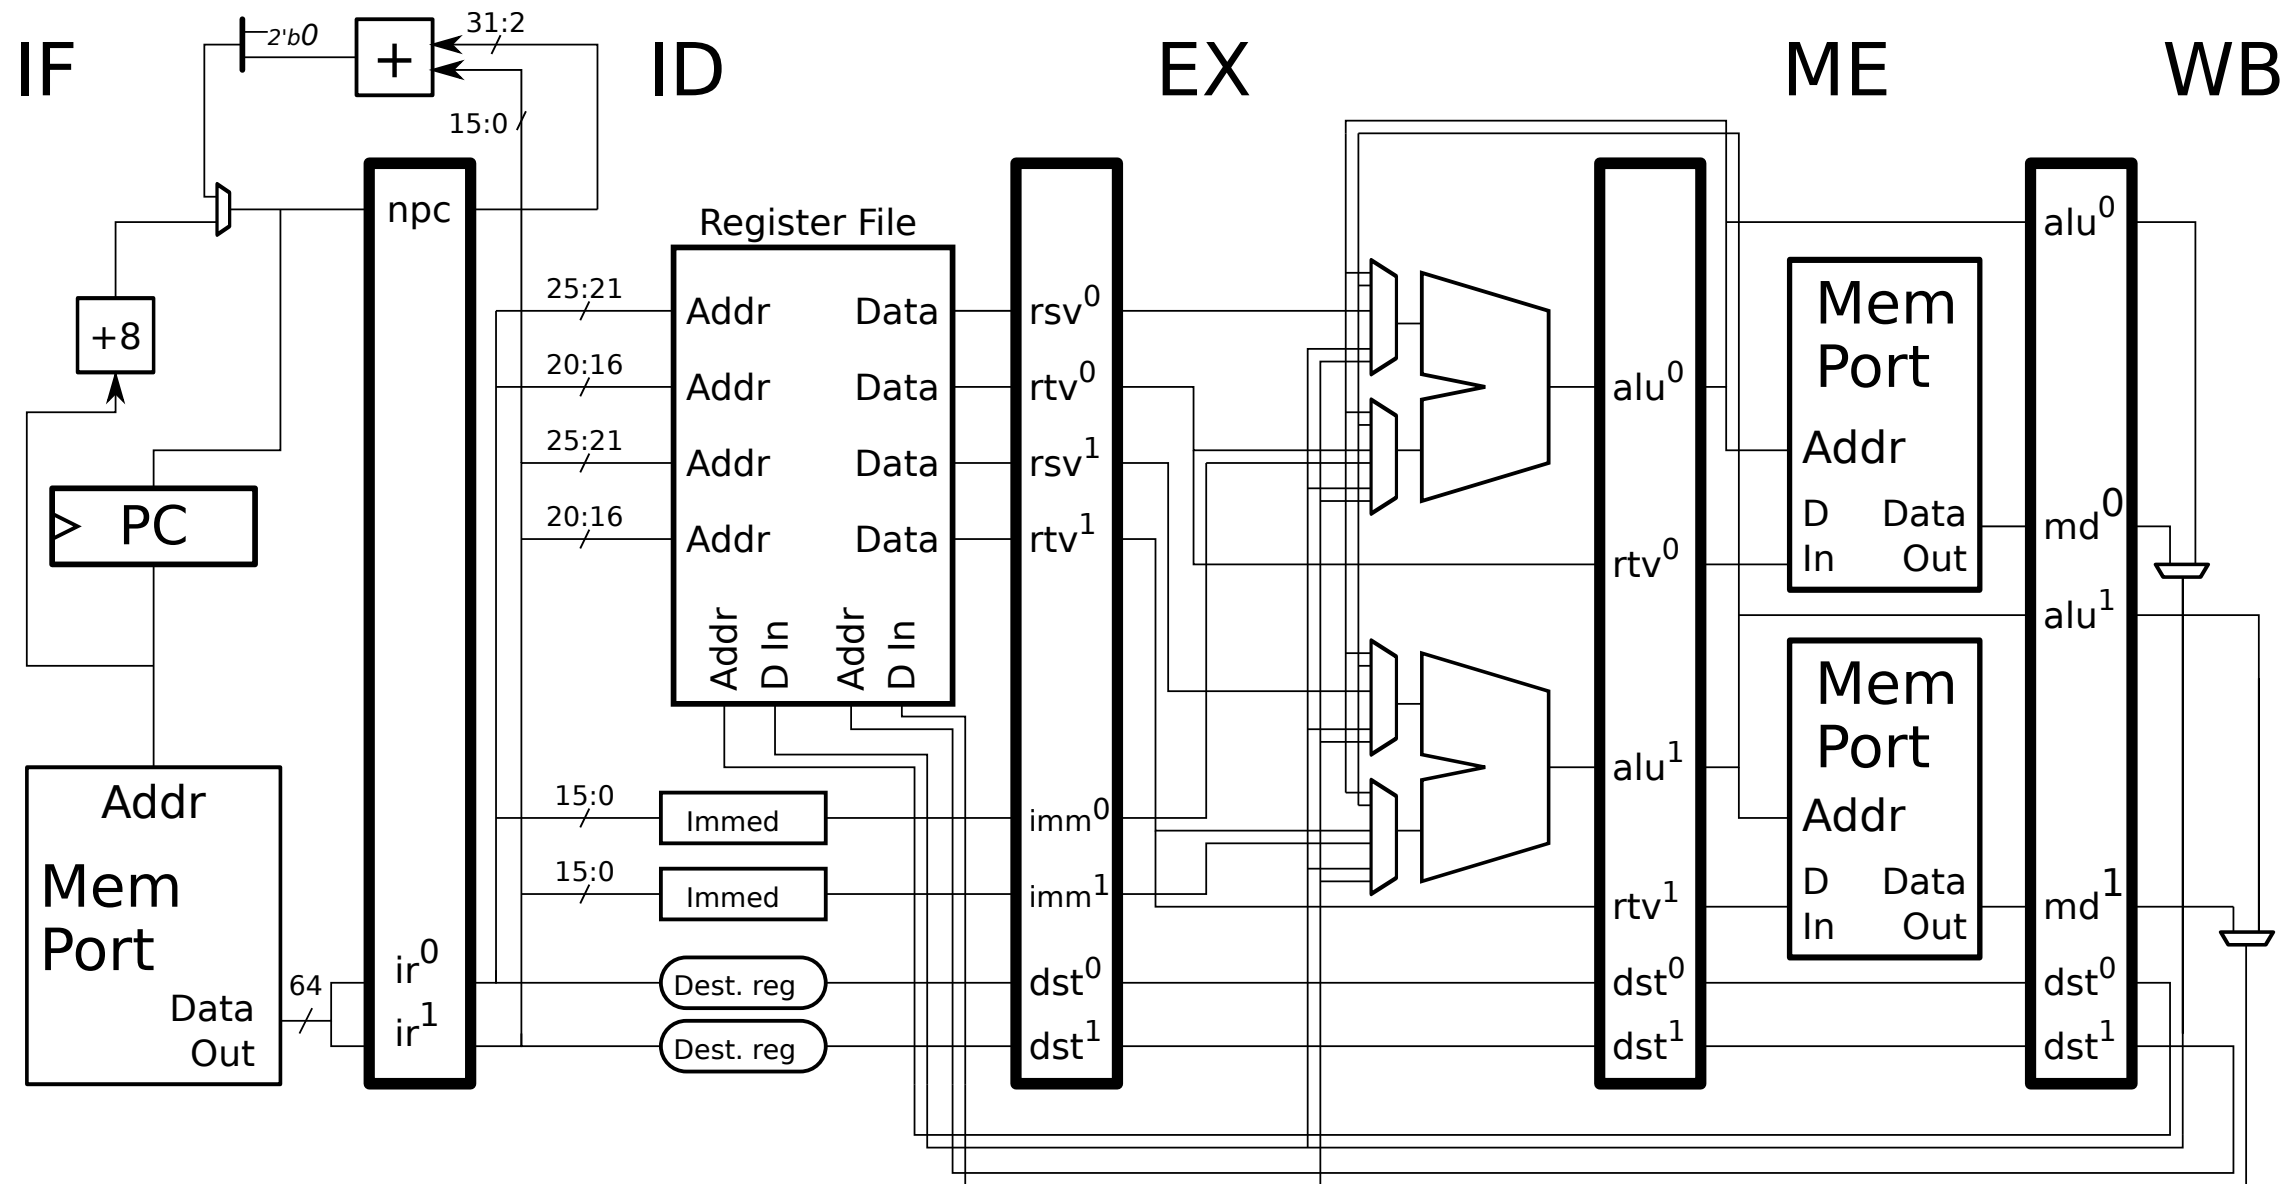 IF
ID
EX
ME
WB
2'b0
+
31:2
15:0
npc
+8
PC
Addr
Mem
Port
Data
Out
64
ir⁰
ir¹
Register File
25:21
Addr
Data
20:16
Addr
Data
25:21
Addr
Data
20:16
Addr
Data
Addr
D In
Addr
D In
15:0
Immed
15:0
Immed
Dest. reg
Dest. reg
rsv⁰
rtv⁰
rsv¹
rtv¹
imm⁰
imm¹
dst⁰
dst¹
alu⁰
rtv⁰
alu¹
rtv¹
dst⁰
dst¹
Mem
Port
Addr
D
In
Data
Out
Mem
Port
Addr
D
In
Data
Out
alu⁰
md⁰
alu¹
md¹
dst⁰
dst¹